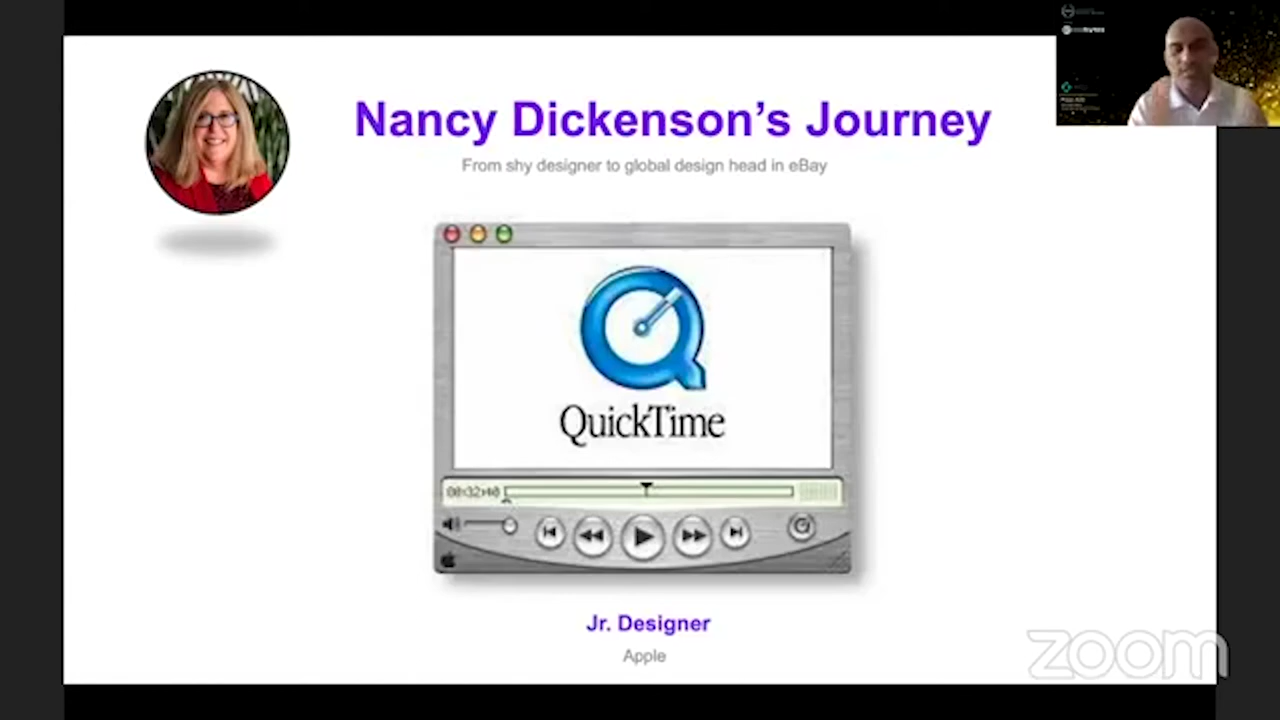 Nancy Dickenson's Journey
From shy designer to global design head in eBay
QuickTime
00:32:40
Jr. Designer
Apple
zoom